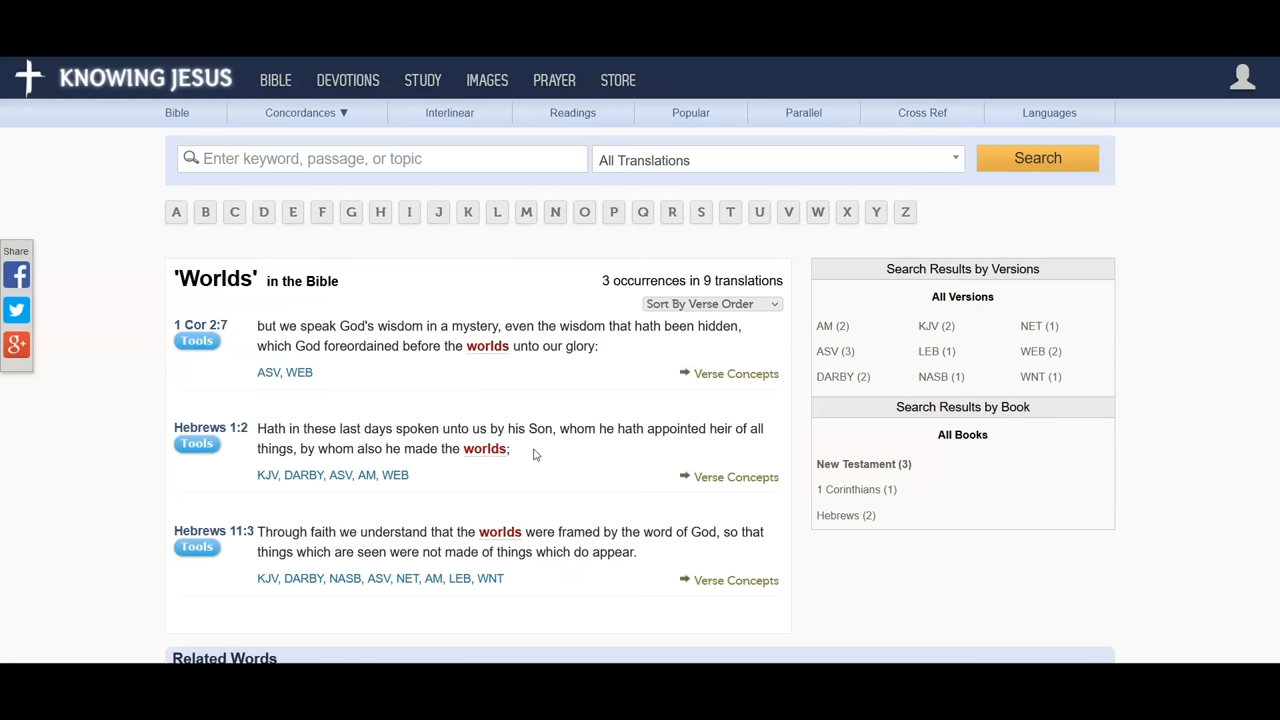 KNOWING JESUS BIBLE DEVOTIONS STUDY IMAGES PRAYER STORE
Bible Concordances ▼ Interlinear Readings Popular Parallel Cross Ref Languages
Enter keyword, passage, or topic All Translations Search
A B C D E F G H I J K L M N O P Q R S T U V W X Y Z
Share
'Worlds' in the Bible 3 occurrences in 9 translations
Sort By Verse Order
1 Cor 2:7 but we speak God's wisdom in a mystery, even the wisdom that hath been hidden,
Tools which God foreordained before the worlds unto our glory:
ASV, WEB Verse Concepts
Hebrews 1:2 Hath in these last days spoken unto us by his Son, whom he hath appointed heir of all
Tools things, by whom also he made the worlds;
KJV, DARBY, ASV, AM, WEB Verse Concepts
Hebrews 11:3 Through faith we understand that the worlds were framed by the word of God, so that
Tools things which are seen were not made of things which do appear.
KJV, DARBY, NASB, ASV, NET, AM, LEB, WNT Verse Concepts
Search Results by Versions
All Versions
AM (2) KJV (2) NET (1)
ASV (3) LEB (1) WEB (2)
DARBY (2) NASB (1) WNT (1)
Search Results by Book
All Books
New Testament (3)
1 Corinthians (1)
Hebrews (2)
Related Words